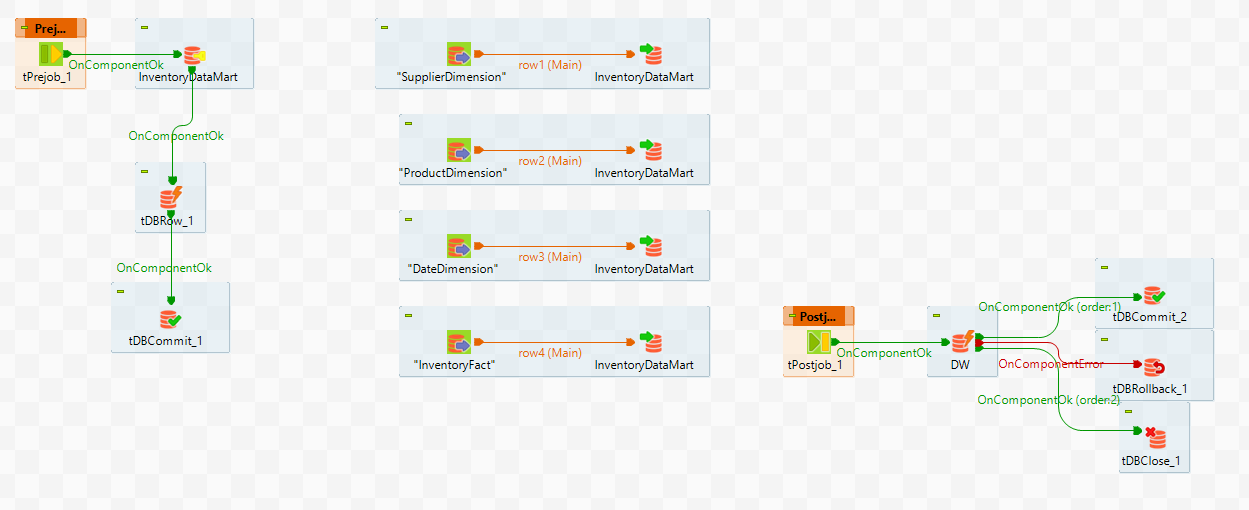 Prej...
OnComponentOk
tPrejob_1
InventoryDataMart
OnComponentOk
tDBRow_1
OnComponentOk
tDBCommit_1
row1 (Main)
"SupplierDimension"
InventoryDataMart
row2 (Main)
"ProductDimension"
InventoryDataMart
row3 (Main)
"DateDimension"
InventoryDataMart
row4 (Main)
"InventoryFact"
InventoryDataMart
Postj...
OnComponentOk
tPostjob_1
DW
OnComponentOk (order:1)
tDBCommit_2
OnComponentError
tDBRollback_1
OnComponentOk (order:2)
tDBClose_1